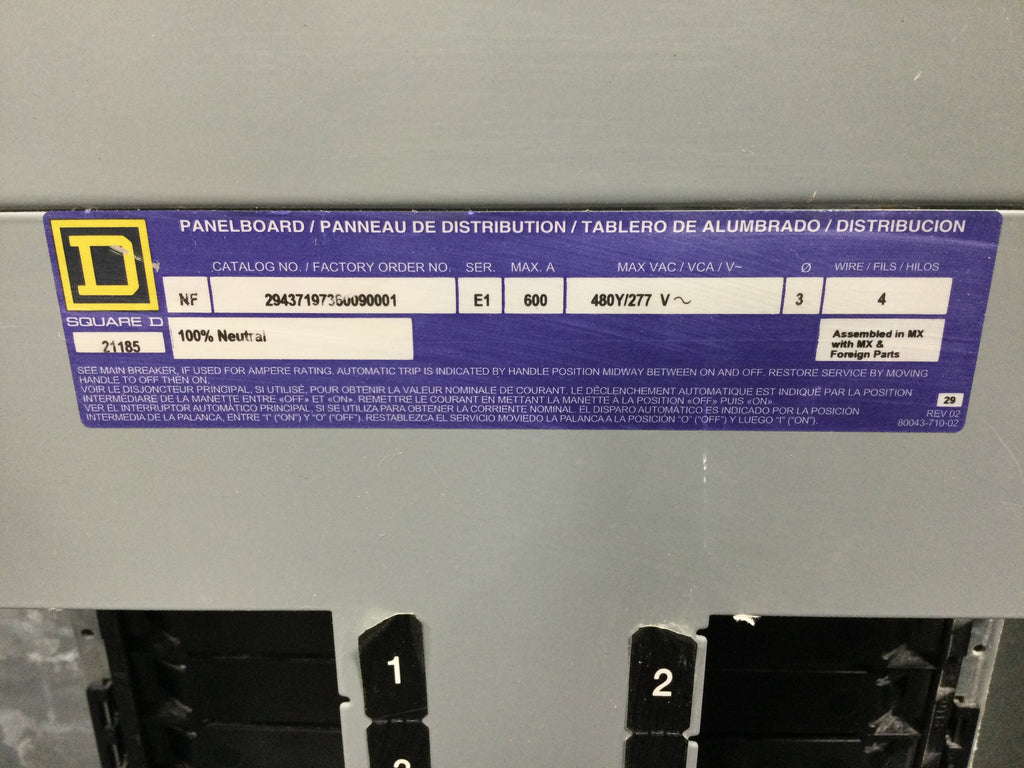 PANELBOARD / PANNEAU DE DISTRIBUTION / TABLERO DE ALUMBRADO / DISTRIBUCION
D
CATALOG NO. / FACTORY ORDER NO. SER. MAX. A MAX VAC / VCA / V~ Ø WIRE / FILS / HILOS
NF 29437197360090001 E1 600 480Y/277 V~ 3 4
SQUARE D
21185
100% Neutral
Assembled in MX
with MX &
Foreign Parts
SEE MAIN BREAKER, IF USED FOR AMPERE RATING. AUTOMATIC TRIP IS INDICATED BY HANDLE POSITION MIDWAY BETWEEN ON AND OFF. RESTORE SERVICE BY MOVING
HANDLE TO OFF THEN ON.
VOIR LE DISJONCTEUR PRINCIPAL, SI UTILISÉ, POUR OBTENIR LA VALEUR NOMINALE DE COURANT. LE DÉCLENCHEMENT AUTOMATIQUE EST INDIQUÉ PAR LA POSITION
INTERMÉDIAIRE DE LA MANETTE ENTRE «OFF» ET «ON». REMETTRE LE COURANT EN METTANT LA MANETTE À LA POSITION «OFF» PUIS «ON».
VER EL INTERRUPTOR AUTOMÁTICO PRINCIPAL, SI SE UTILIZA PARA OBTENER LA CORRIENTE NOMINAL. EL DISPARO AUTOMÁTICO ES INDICADO POR LA POSICIÓN
INTERMEDIA DE LA PALANCA, ENTRE "I" ("ON") Y "O" ("OFF"). RESTABLEZCA EL SERVICIO MOVIEDO LA PALANCA A LA POSICIÓN "O" ("OFF") Y LUEGO "I" ("ON").
29
REV 02
80043-710-02
1
2